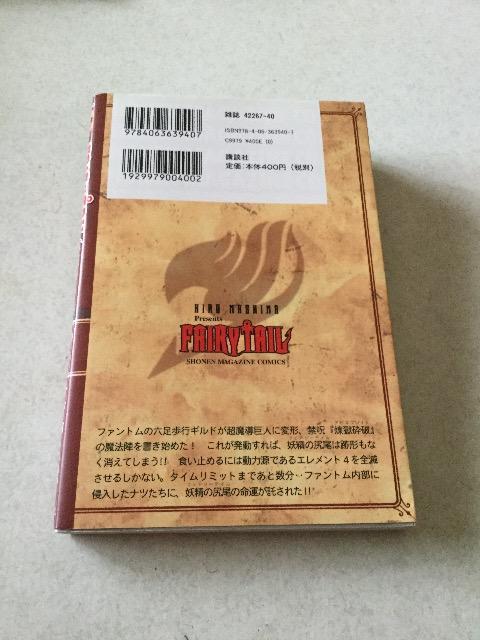 雑誌 42267-40
9784063639407
ISBN978-4-06-363940-7
C9979 ¥400E (0)
講談社
定価:本体400円 (税別)
1929979004002
HIRO MASHIMA
Presents
FAIRY TAIL
SHONEN MAGAZINE COMICS
ファントムの六足歩行ギルドが超魔導巨人に変形、禁呪『煉獄砕破』
の魔法陣を書き始めた! これが発動すれば、妖精の尻尾は跡形もな
く消えてしまう!! 食い止めるには動力源であるエレメント4を全滅
させるしかない。タイムリミットまであと数分‥ファントム内部に
侵入したナツたちに、妖精の尻尾の命運が託された!!